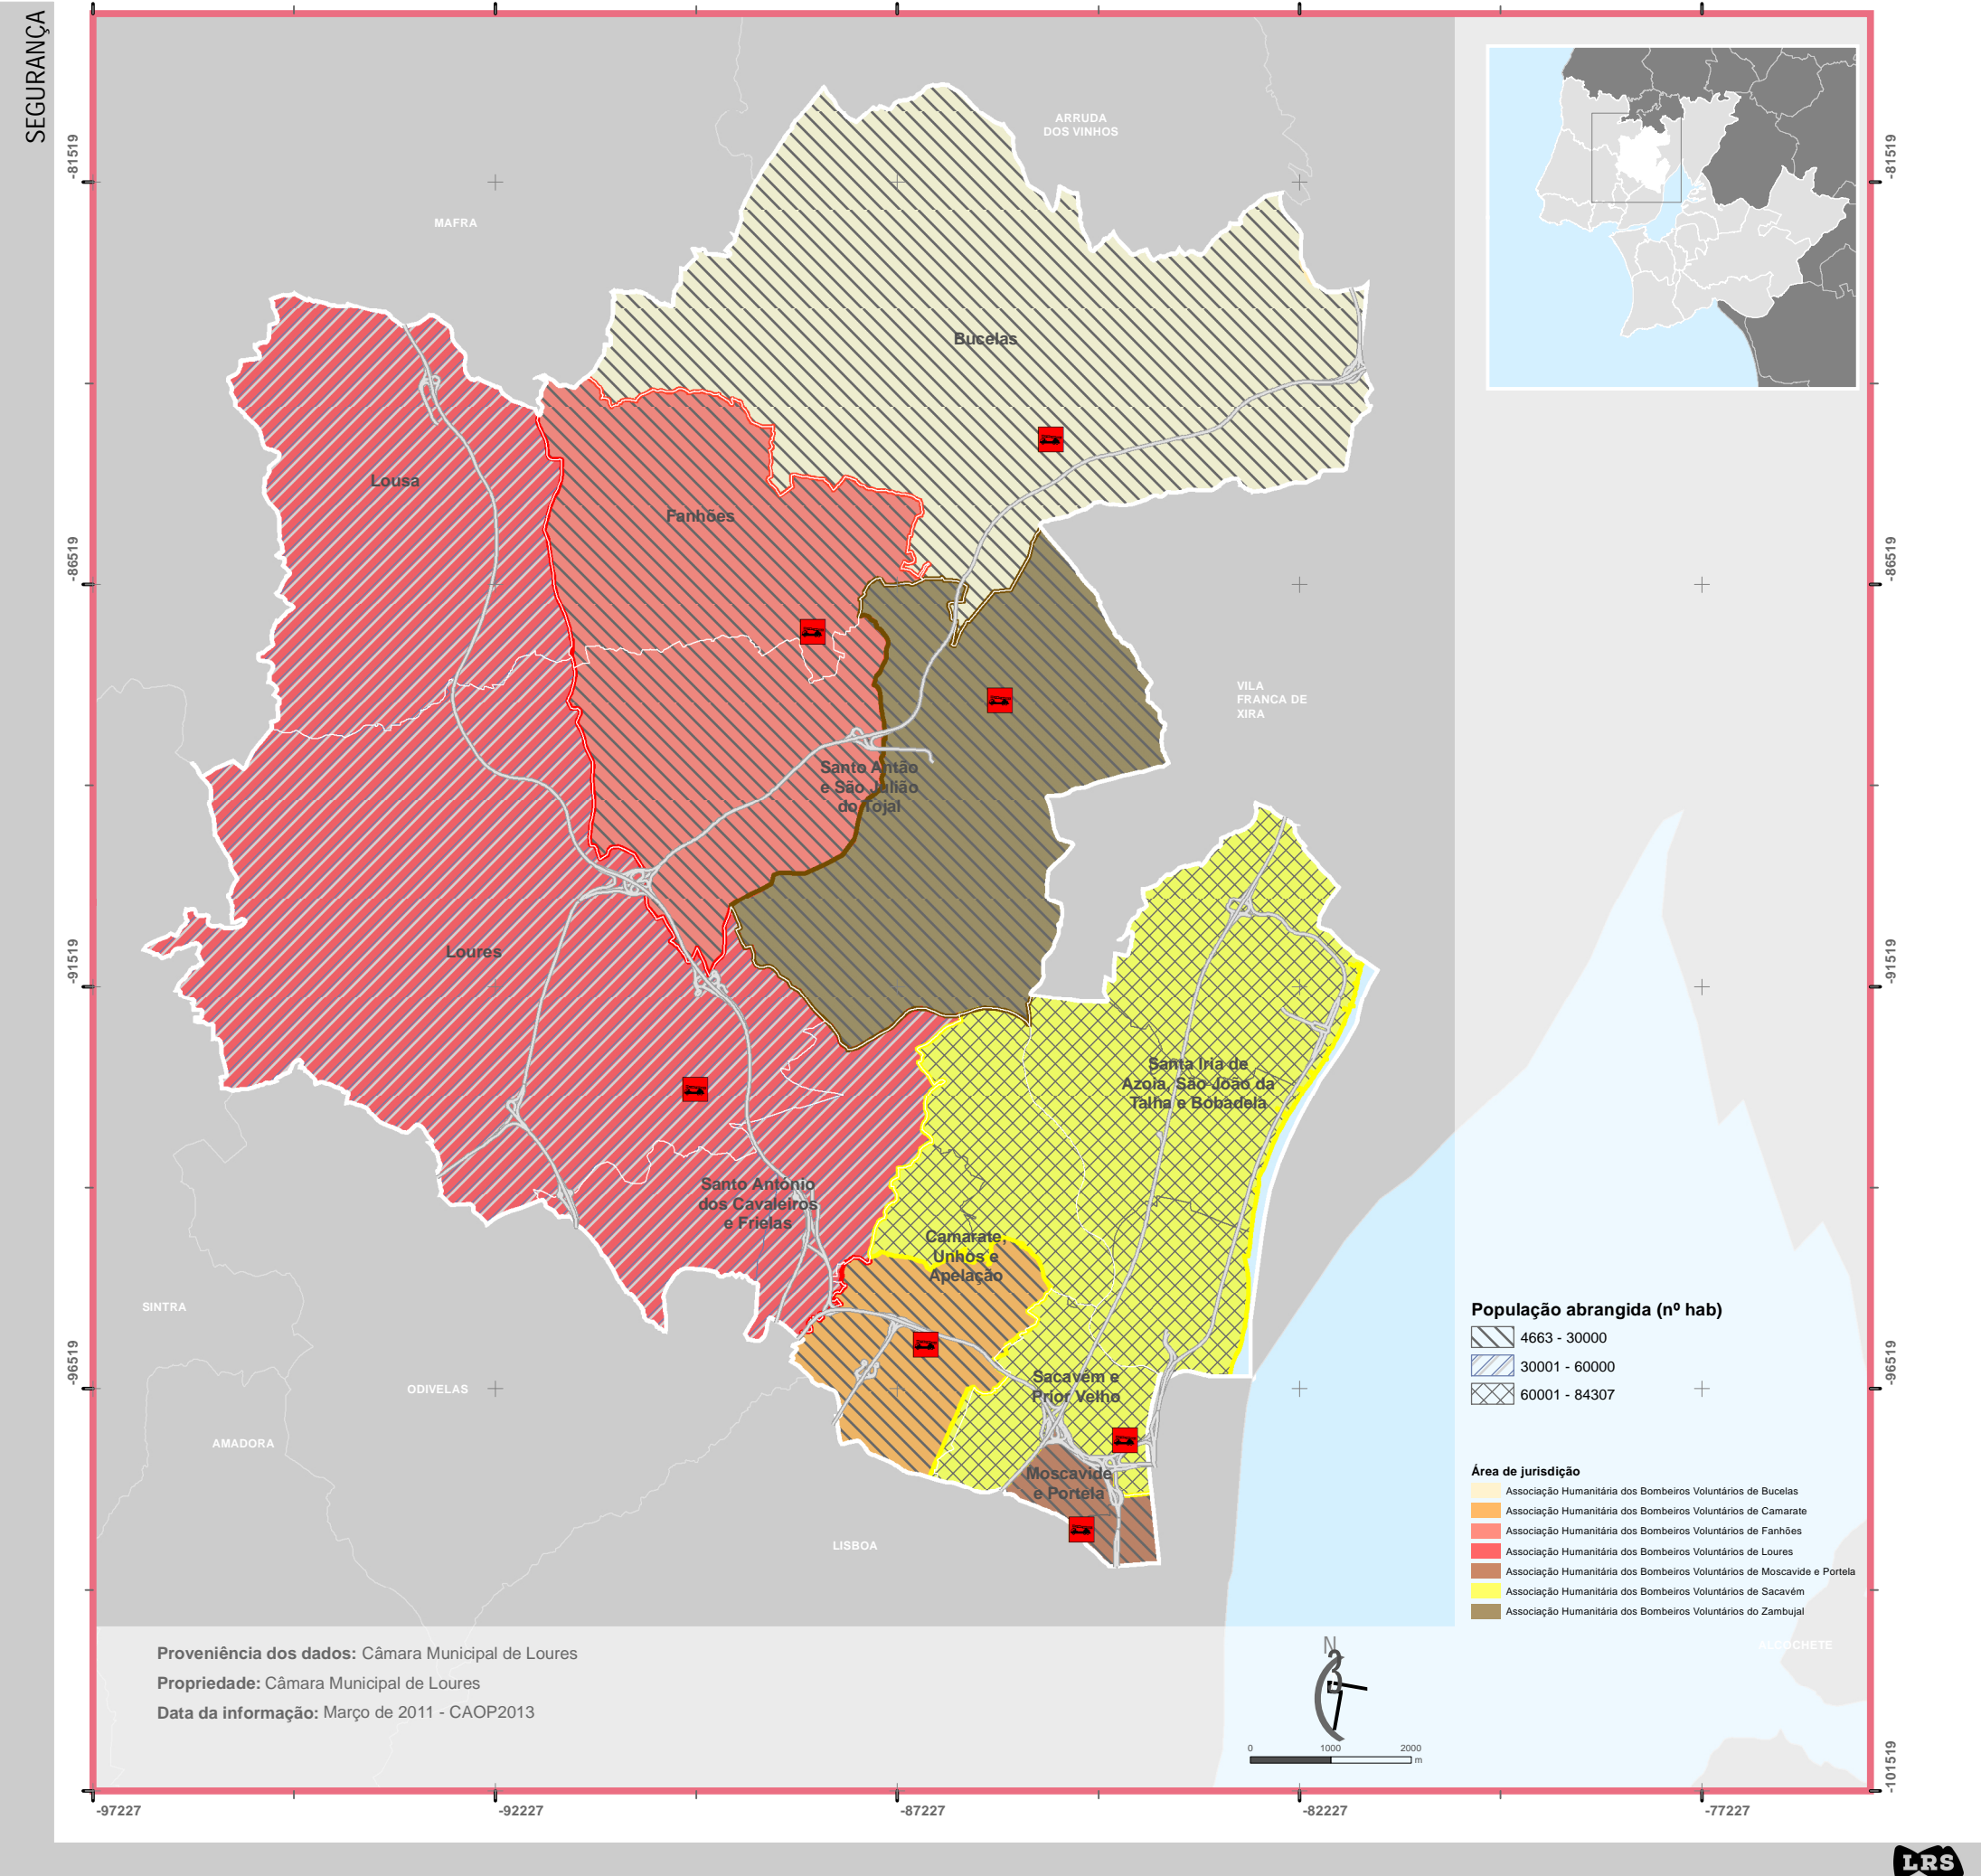 SEGURANÇA
-81519
-86519
-91519
-96519
-81519
-86519
-91519
-96519
-101519
-97227
-92227
-87227
-82227
-77227
ARRUDA
DOS VINHOS
MAFRA
VILA
FRANCA DE
XIRA
SINTRA
ODIVELAS
AMADORA
LISBOA
ALCOCHETE
Bucelas
Lousa
Fanhões
Santo Antão
e São Julião
do Tojal
Loures
Santa Iria de
Azoia, São João da
Talha e Bobadela
Santo António
dos Cavaleiros
e Frielas
Camarate,
Unhos e
Apelação
Sacavém e
Prior Velho
Moscavide
e Portela
População abrangida (nº hab)
4663 - 30000
30001 - 60000
60001 - 84307
Área de jurisdição
Associação Humanitária dos Bombeiros Voluntários de Bucelas
Associação Humanitária dos Bombeiros Voluntários de Camarate
Associação Humanitária dos Bombeiros Voluntários de Fanhões
Associação Humanitária dos Bombeiros Voluntários de Loures
Associação Humanitária dos Bombeiros Voluntários de Moscavide e Portela
Associação Humanitária dos Bombeiros Voluntários de Sacavém
Associação Humanitária dos Bombeiros Voluntários do Zambujal
Proveniência dos dados: Câmara Municipal de Loures
Propriedade: Câmara Municipal de Loures
Data da informação: Março de 2011 - CAOP2013
N
0 1000 2000
m
LRS